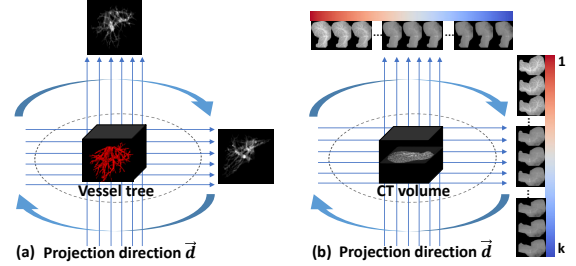 1
Vessel tree
CT volume
k
(a) Projection direction d⃗
(b) Projection direction d⃗